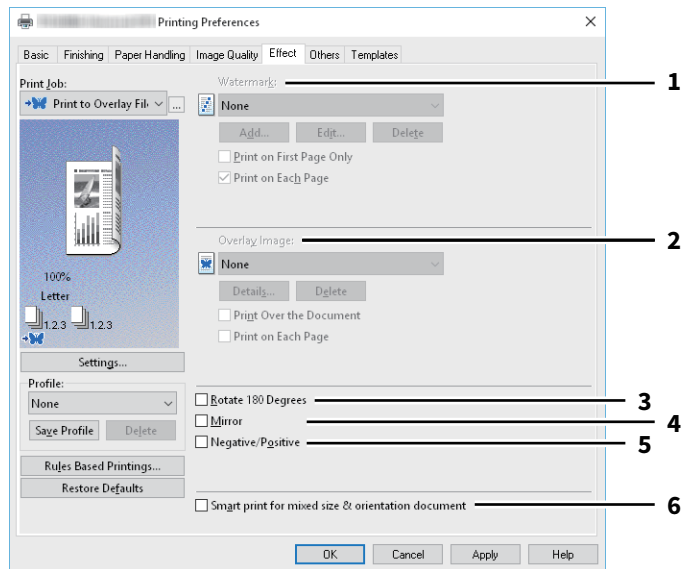 Printing Preferences
Basic Finishing Paper Handling Image Quality Effect Others Templates
Print Job:
Print to Overlay Fil
...
100%
Letter
1.2.3 1.2.3
Settings...
Profile:
None
Save Profile Delete
Rules Based Printings...
Restore Defaults
Watermark:
None
Add... Edit... Delete
Print on First Page Only
Print on Each Page
Overlay Image:
None
Details... Delete
Print Over the Document
Print on Each Page
Rotate 180 Degrees
Mirror
Negative/Positive
Smart print for mixed size & orientation document
OK Cancel Apply Help
1
2
3
4
5
6